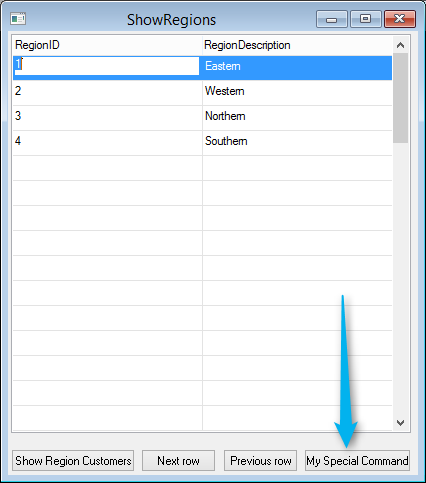 ShowRegions
RegionID RegionDescription
1 Eastern
2 Western
3 Northern
4 Southern
Show Region Customers Next row Previous row My Special Command